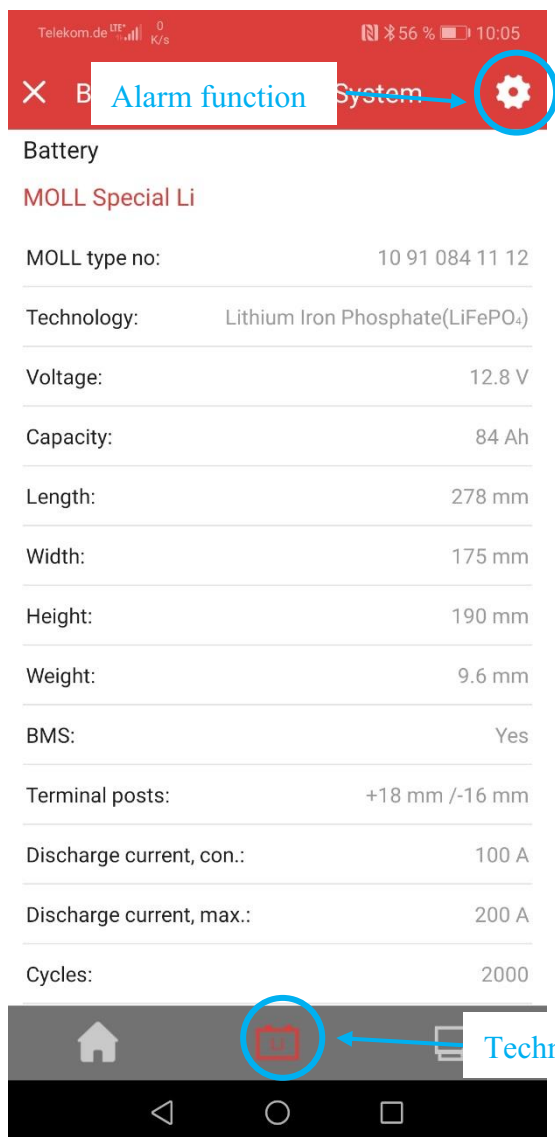 Telekom.de LTE+ 0 K/s 56 % 10:05
B Alarm function System
Battery
MOLL Special Li
MOLL type no: 10 91 084 11 12
Technology: Lithium Iron Phosphate(LiFePO₄)
Voltage: 12.8 V
Capacity: 84 Ah
Length: 278 mm
Width: 175 mm
Height: 190 mm
Weight: 9.6 mm
BMS: Yes
Terminal posts: +18 mm /-16 mm
Discharge current, con.: 100 A
Discharge current, max.: 200 A
Cycles: 2000
LI Techn